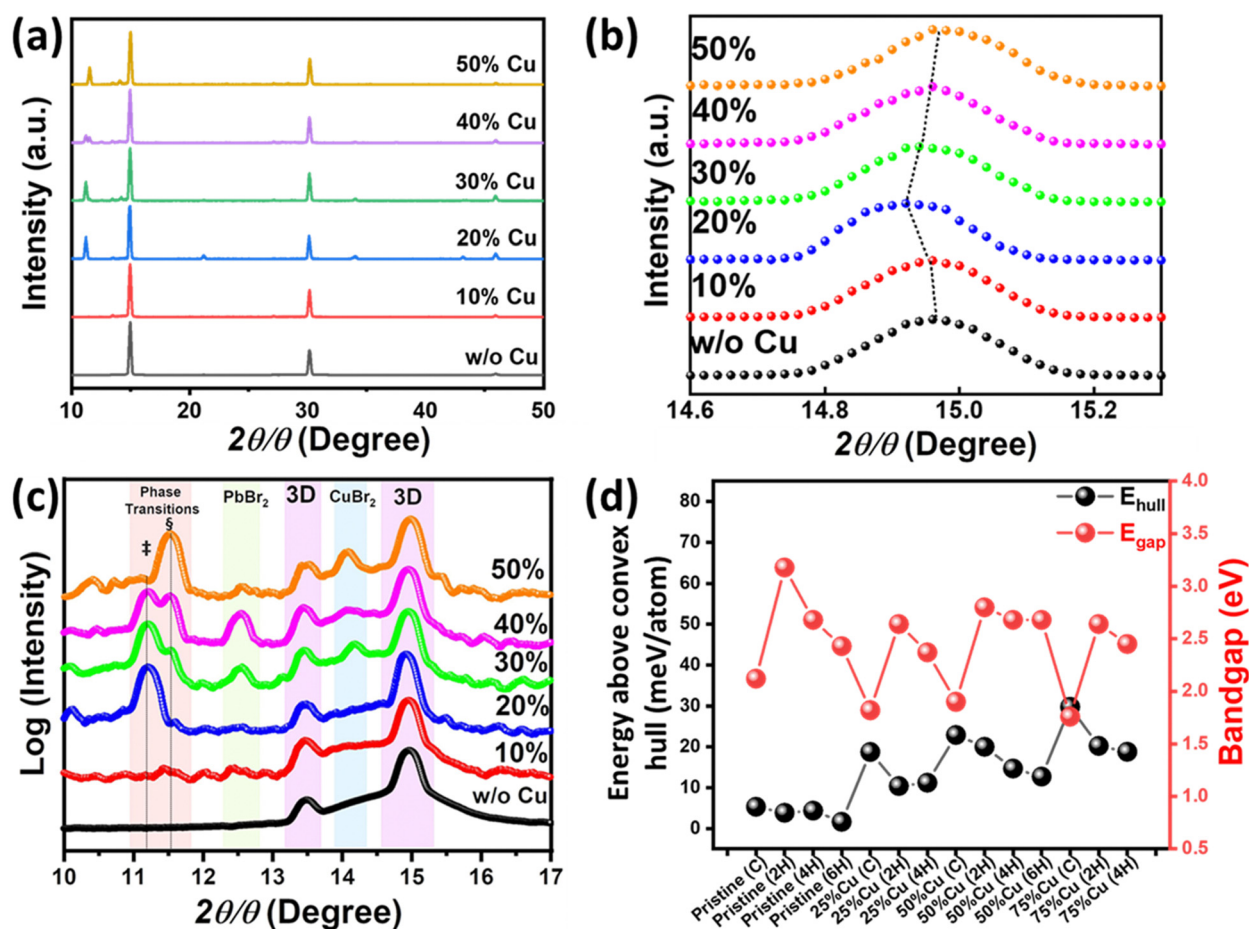 (a)
50% Cu
40% Cu
30% Cu
20% Cu
10% Cu
w/o Cu
Intensity (a.u.)
10 20 30 40 50
2θ/θ (Degree)
(b)
50%
40%
30%
20%
10%
w/o Cu
Intensity (a.u.)
14.6 14.8 15.0 15.2
2θ/θ (Degree)
(c)
Phase
Transitions
‡ §
PbBr2
3D
CuBr2
3D
50%
40%
30%
20%
10%
w/o Cu
Log (Intensity)
10 11 12 13 14 15 16 17
2θ/θ (Degree)
(d)
Ehull
Egap
Energy above convex
hull (meV/atom)
80
70
60
50
40
30
20
10
0
4.0
3.5
3.0
2.5
2.0
1.5
1.0
0.5
Bandgap (eV)
Pristine (C)
Pristine (2H)
Pristine (4H)
Pristine (6H)
25%Cu (C)
25%Cu (2H)
25%Cu (4H)
50%Cu (C)
50%Cu (2H)
50%Cu (4H)
50%Cu (6H)
75%Cu (C)
75%Cu (2H)
75%Cu (4H)